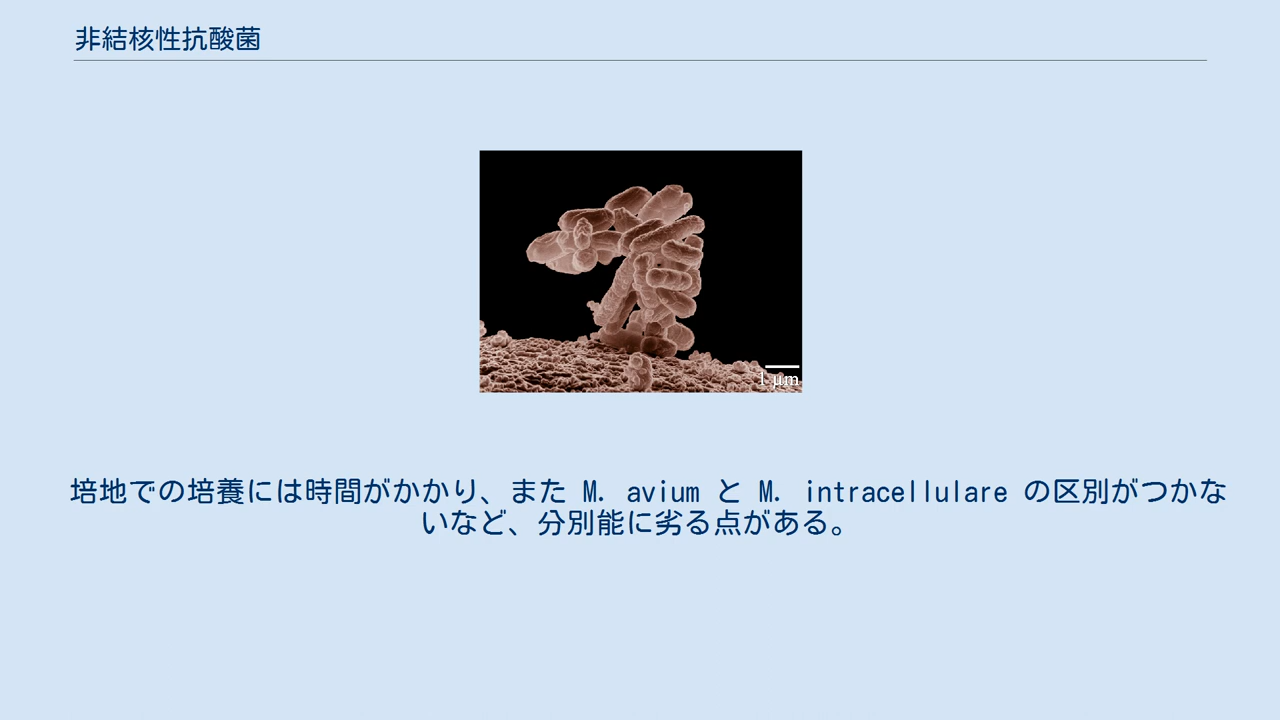 非結核性抗酸菌
1 µm
培地での培養には時間がかかり、また M. avium と M. intracellulare の区別がつかな
いなど、分別能に劣る点がある。